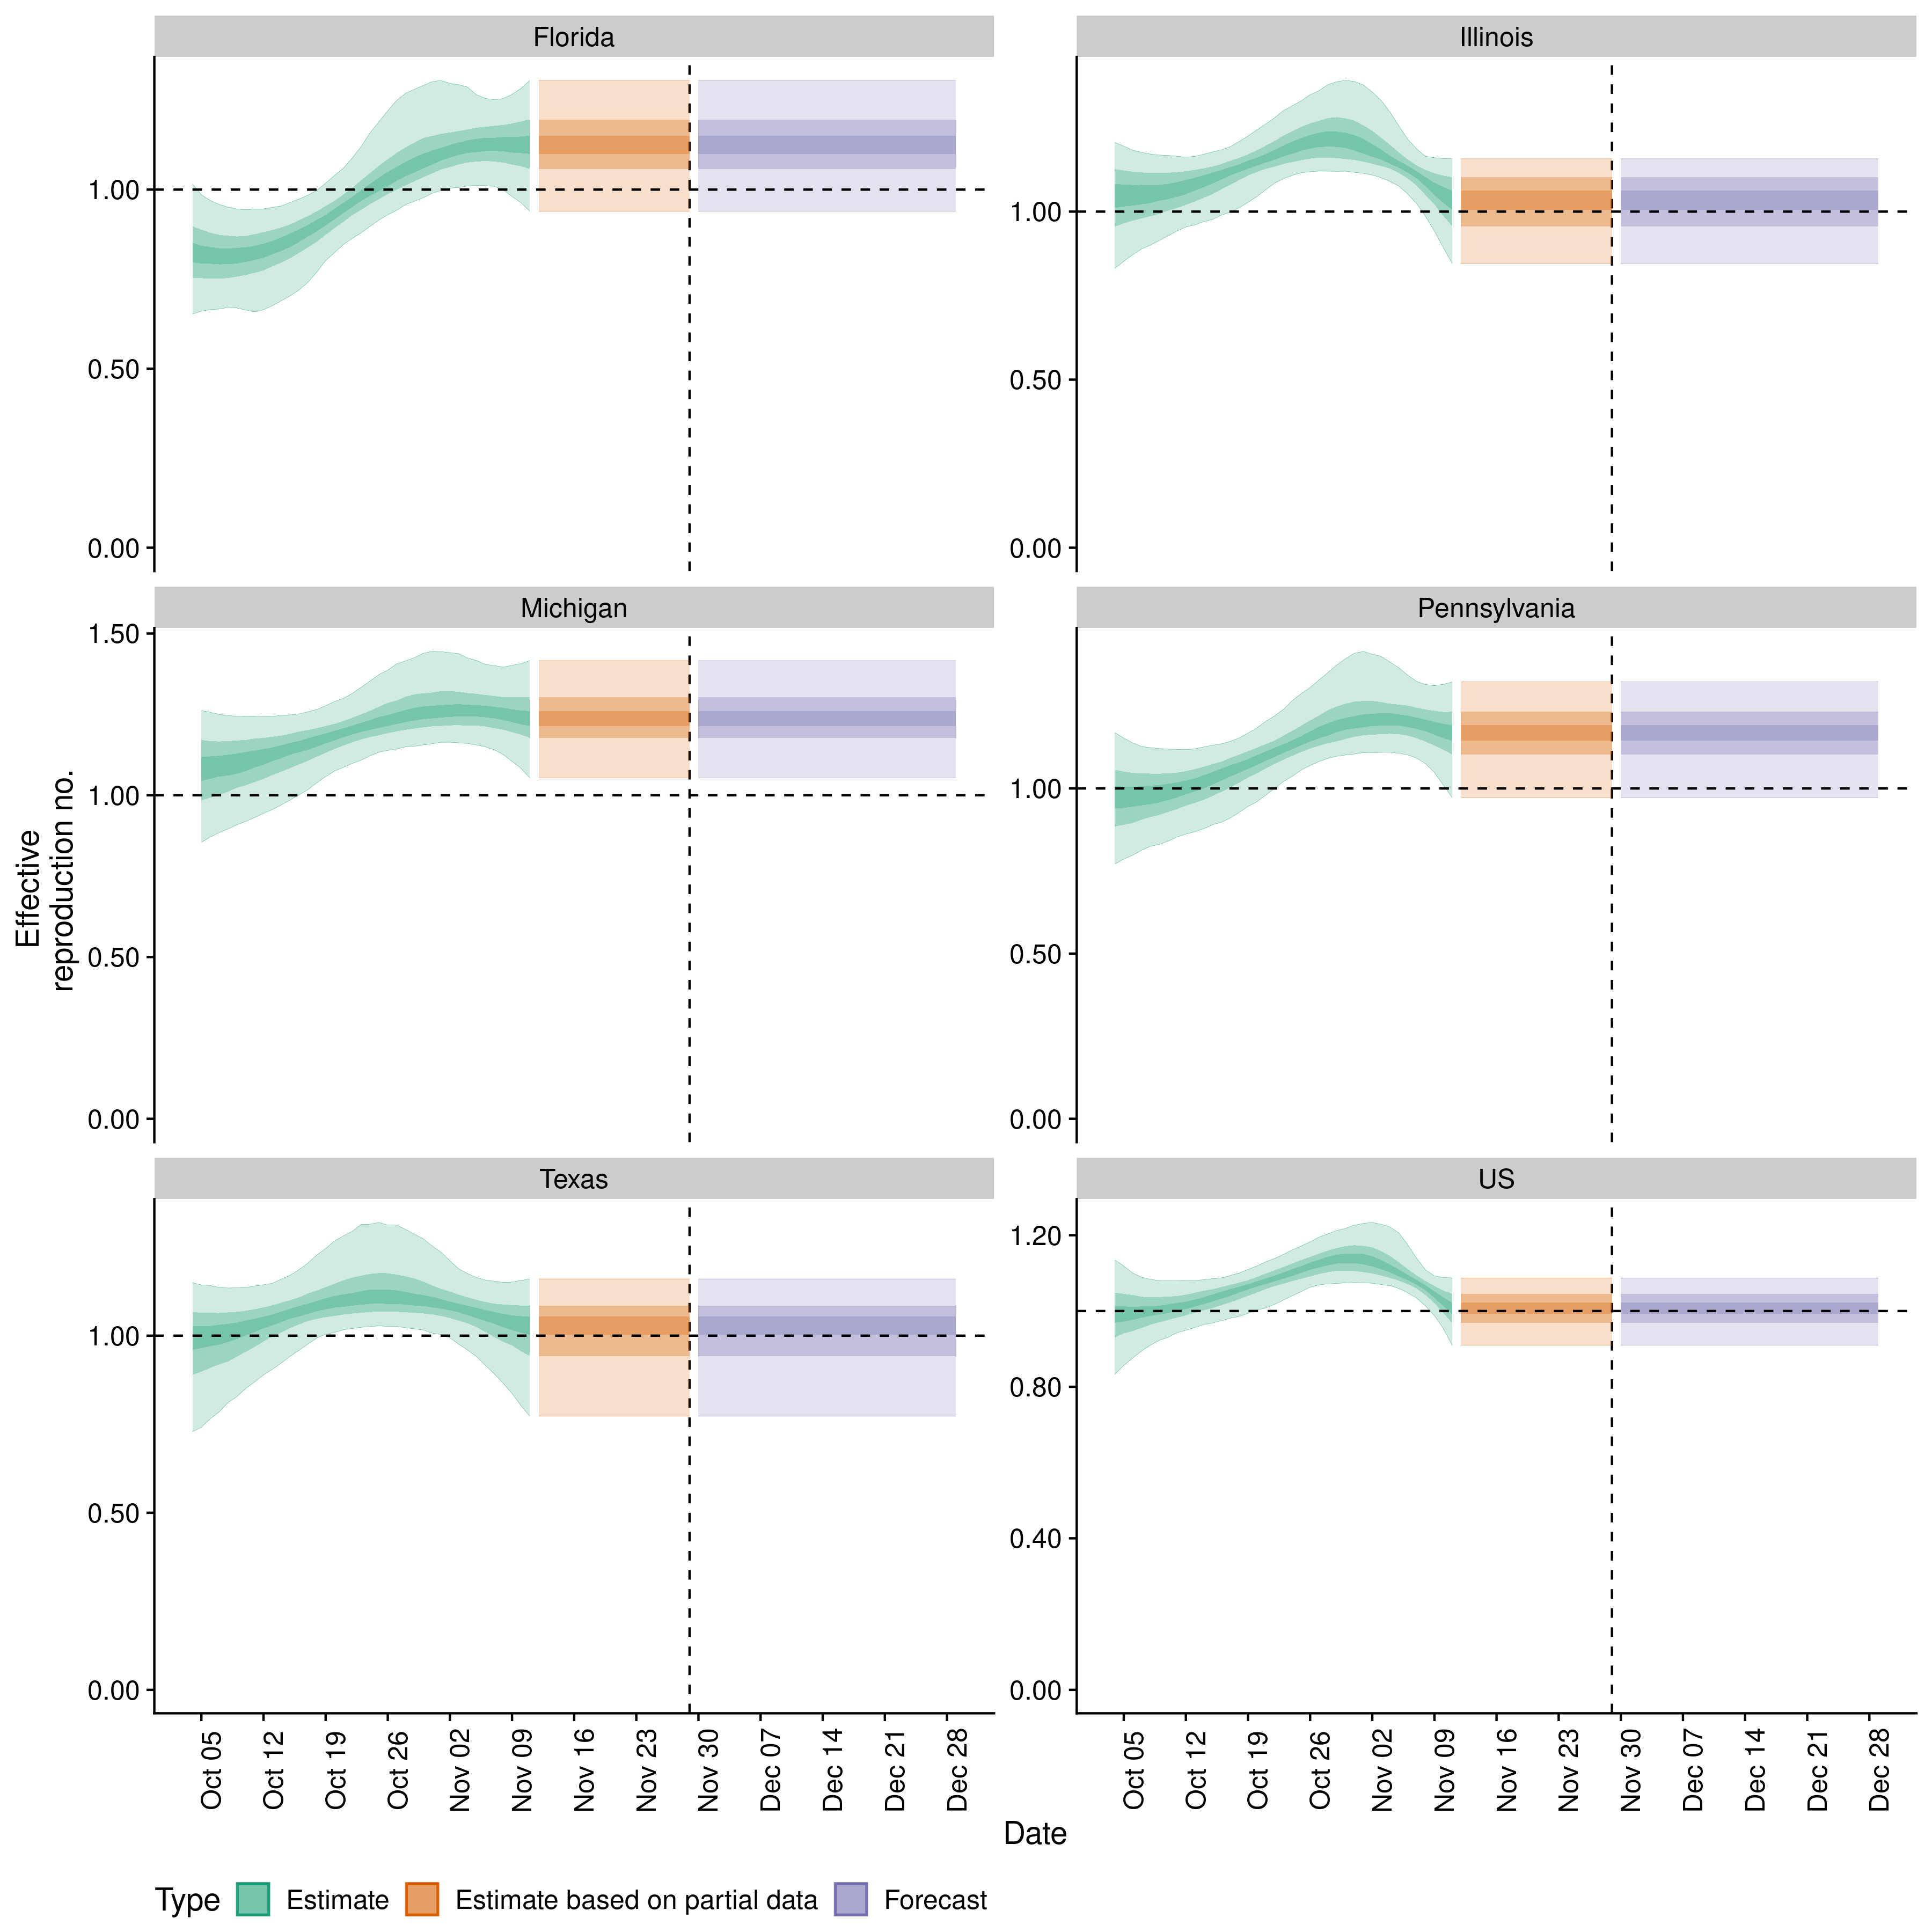 Florida
Illinois
1.00
0.50
0.00
1.00
0.50
0.00
Michigan
Pennsylvania
1.50
1.00
0.50
0.00
1.00
0.50
0.00
Effective
reproduction no.
Texas
US
1.00
0.50
0.00
1.20
0.80
0.40
0.00
Oct 05
Oct 12
Oct 19
Oct 26
Nov 02
Nov 09
Nov 16
Nov 23
Nov 30
Dec 07
Dec 14
Dec 21
Dec 28
Oct 05
Oct 12
Oct 19
Oct 26
Nov 02
Nov 09
Nov 16
Nov 23
Nov 30
Dec 07
Dec 14
Dec 21
Dec 28
Date
Type Estimate Estimate based on partial data Forecast